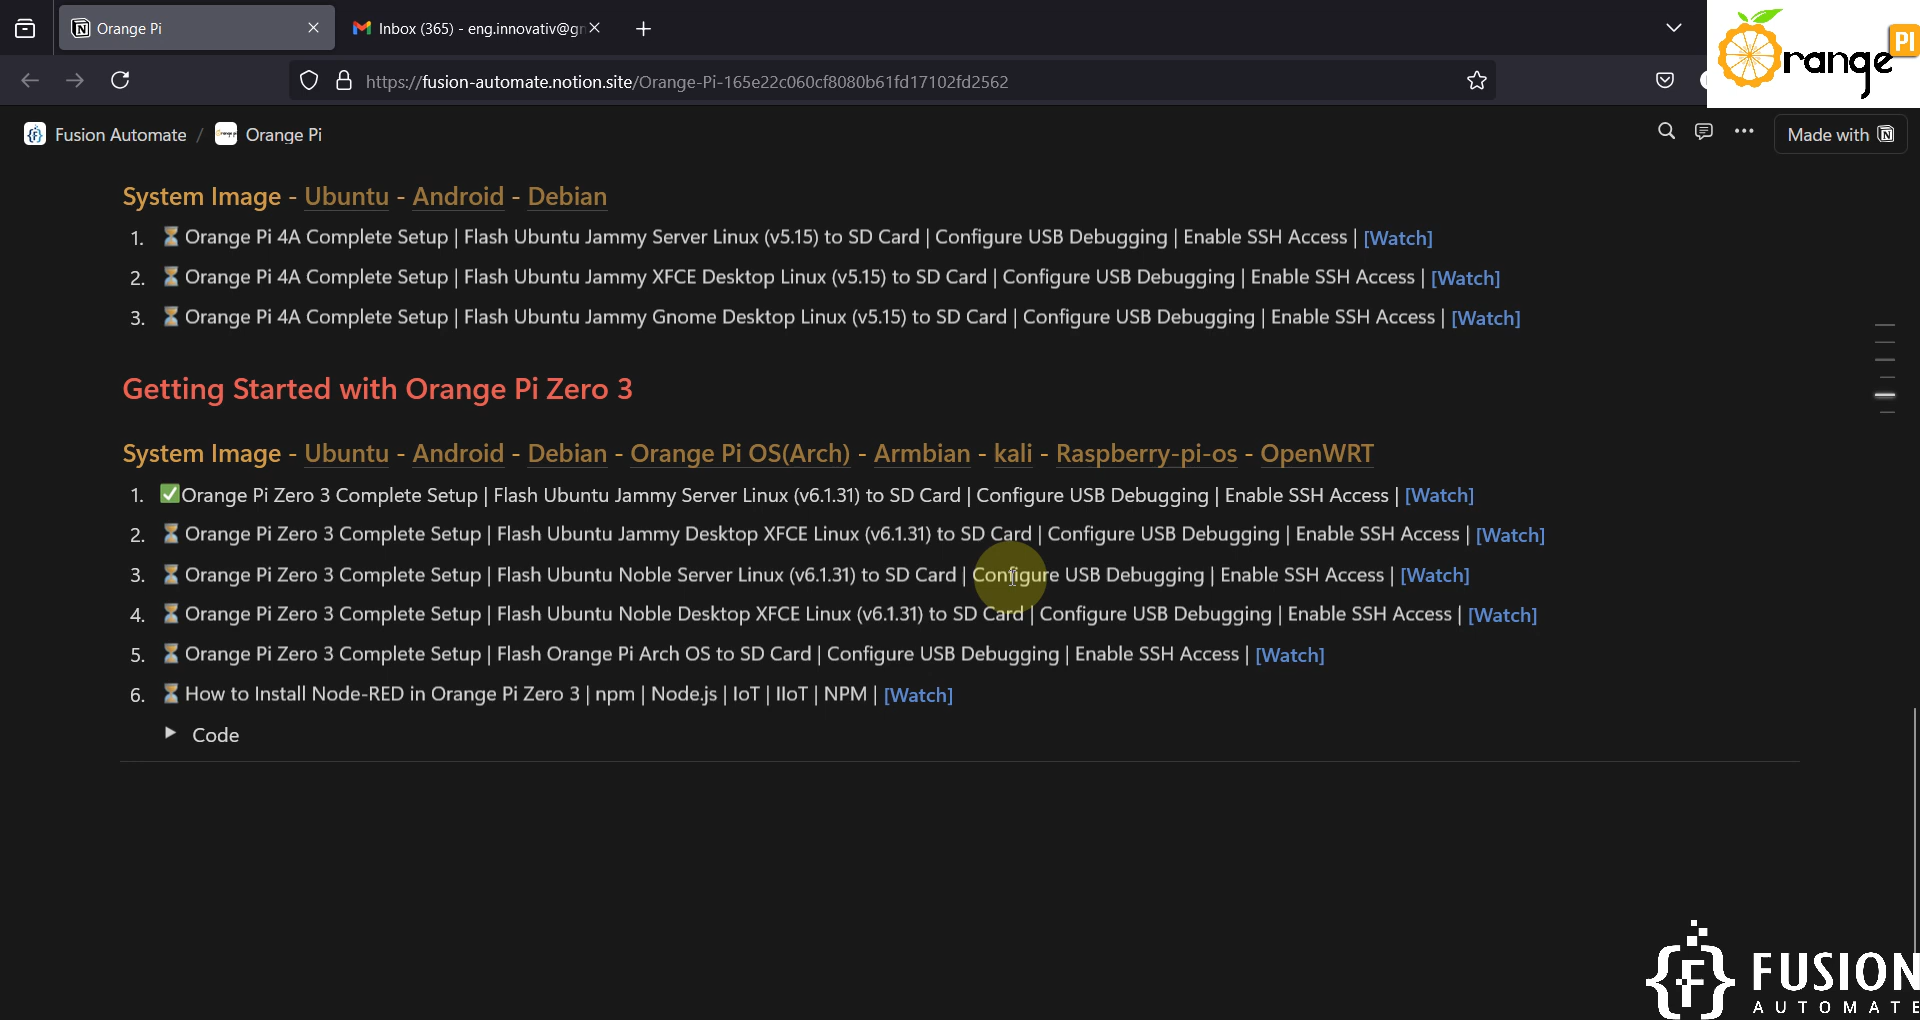 Orange Pi
Inbox (365) - eng.innovativ@gm
https://fusion-automate.notion.site/Orange-Pi-165e22c060cf8080b61fd17102fd2562
range PI
Fusion Automate / Orange Pi
Made with
System Image - Ubuntu - Android - Debian
1. ⏳Orange Pi 4A Complete Setup | Flash Ubuntu Jammy Server Linux (v5.15) to SD Card | Configure USB Debugging | Enable SSH Access | [Watch]
2. ⏳Orange Pi 4A Complete Setup | Flash Ubuntu Jammy XFCE Desktop Linux (v5.15) to SD Card | Configure USB Debugging | Enable SSH Access | [Watch]
3. ⏳Orange Pi 4A Complete Setup | Flash Ubuntu Jammy Gnome Desktop Linux (v5.15) to SD Card | Configure USB Debugging | Enable SSH Access | [Watch]
Getting Started with Orange Pi Zero 3
System Image - Ubuntu - Android - Debian - Orange Pi OS(Arch) - Armbian - kali - Raspberry-pi-os - OpenWRT
1. ✅Orange Pi Zero 3 Complete Setup | Flash Ubuntu Jammy Server Linux (v6.1.31) to SD Card | Configure USB Debugging | Enable SSH Access | [Watch]
2. ⏳Orange Pi Zero 3 Complete Setup | Flash Ubuntu Jammy Desktop XFCE Linux (v6.1.31) to SD Card | Configure USB Debugging | Enable SSH Access | [Watch]
3. ⏳Orange Pi Zero 3 Complete Setup | Flash Ubuntu Noble Server Linux (v6.1.31) to SD Card | Configure USB Debugging | Enable SSH Access | [Watch]
4. ⏳Orange Pi Zero 3 Complete Setup | Flash Ubuntu Noble Desktop XFCE Linux (v6.1.31) to SD Card | Configure USB Debugging | Enable SSH Access | [Watch]
5. ⏳Orange Pi Zero 3 Complete Setup | Flash Orange Pi Arch OS to SD Card | Configure USB Debugging | Enable SSH Access | [Watch]
6. ⏳How to Install Node-RED in Orange Pi Zero 3 | npm | Node.js | IoT | IIoT | NPM | [Watch]
Code
{F} FUSION
AUTOMATE